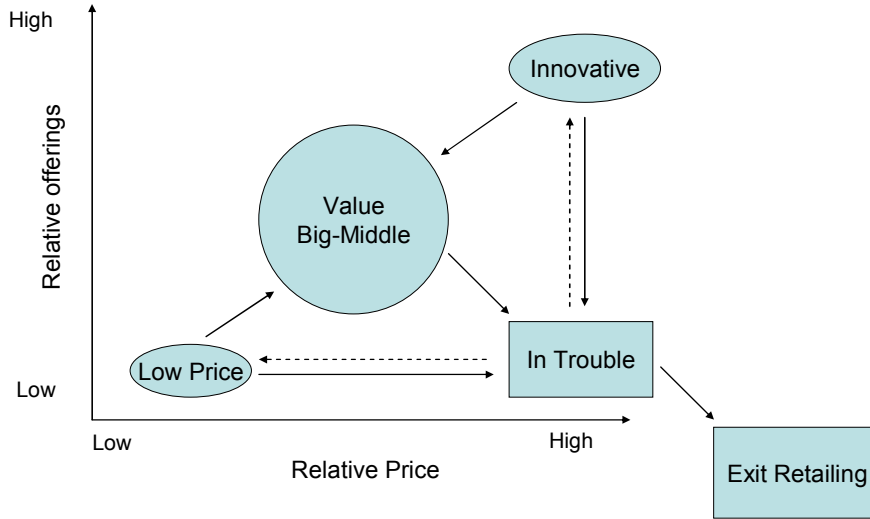 High
Innovative
Relative offerings
Value
Big-Middle
Low Price
In Trouble
Low
Low
High
Relative Price
Exit Retailing